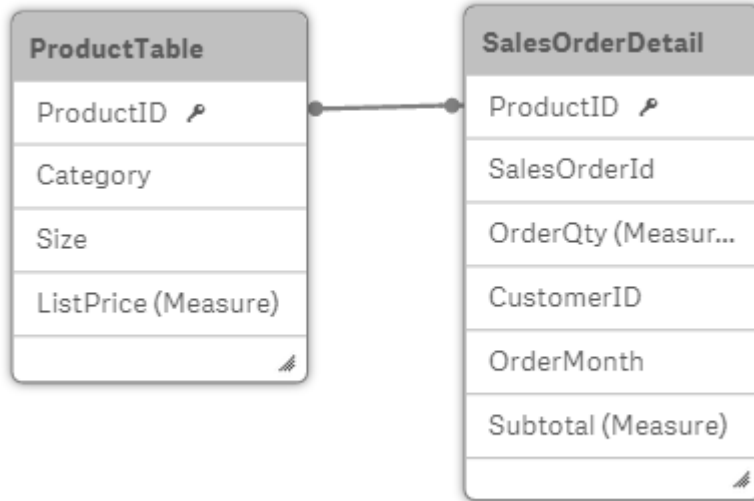 ProductTable
ProductID
Category
Size
ListPrice (Measure)
SalesOrderDetail
ProductID
SalesOrderId
OrderQty (Measur...
CustomerID
OrderMonth
Subtotal (Measure)